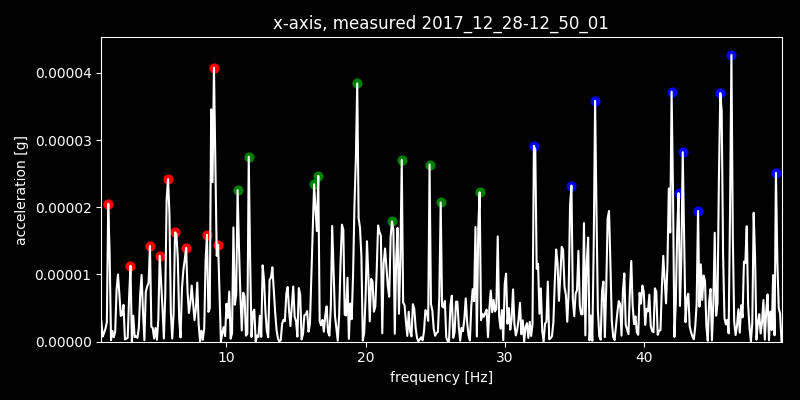 x-axis, measured 2017_12_28-12_50_01
acceleration [g]
0.00004
0.00003
0.00002
0.00001
0.00000
10 20 30 40
frequency [Hz]